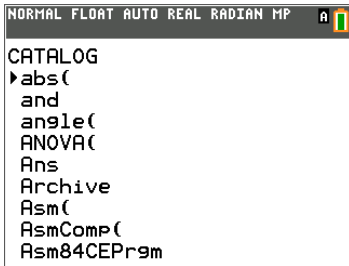 NORMAL FLOAT AUTO REAL RADIAN MP A
CATALOG
abs(
and
angle(
ANOVA(
Ans
Archive
Asm(
AsmComp(
Asm84CEPrgm